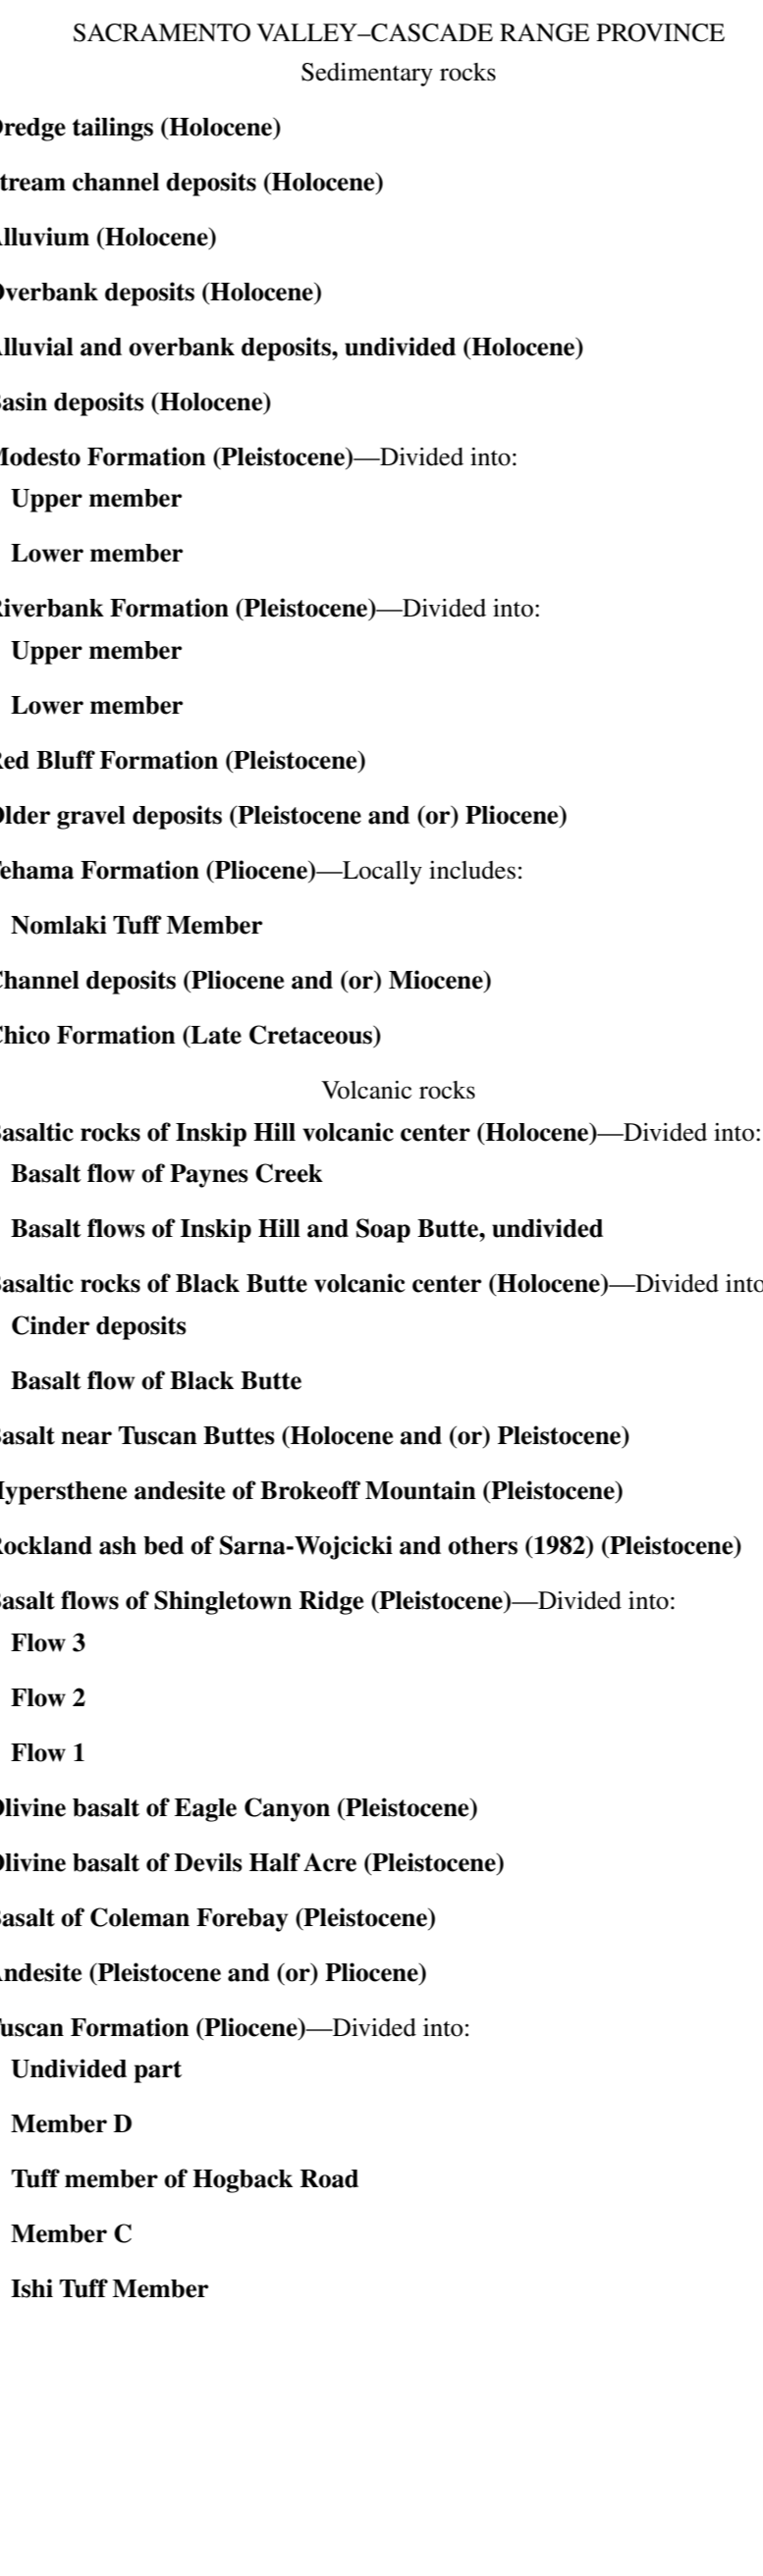 SACRAMENTO VALLEY–CASCADE RANGE PROVINCE
Sedimentary rocks
redge tailings (Holocene)
tream channel deposits (Holocene)
lluvium (Holocene)
verbank deposits (Holocene)
lluvial and overbank deposits, undivided (Holocene)
asin deposits (Holocene)
odesto Formation (Pleistocene)—Divided into:
Upper member
Lower member
iverbank Formation (Pleistocene)—Divided into:
Upper member
Lower member
ed Bluff Formation (Pleistocene)
lder gravel deposits (Pleistocene and (or) Pliocene)
ehama Formation (Pliocene)—Locally includes:
Nomlaki Tuff Member
hannel deposits (Pliocene and (or) Miocene)
hico Formation (Late Cretaceous)
Volcanic rocks
asaltic rocks of Inskip Hill volcanic center (Holocene)—Divided into:
Basalt flow of Paynes Creek
Basalt flows of Inskip Hill and Soap Butte, undivided
asaltic rocks of Black Butte volcanic center (Holocene)—Divided into
Cinder deposits
Basalt flow of Black Butte
asalt near Tuscan Buttes (Holocene and (or) Pleistocene)
ypersthene andesite of Brokeoff Mountain (Pleistocene)
ockland ash bed of Sarna-Wojcicki and others (1982) (Pleistocene)
asalt flows of Shingletown Ridge (Pleistocene)—Divided into:
Flow 3
Flow 2
Flow 1
livine basalt of Eagle Canyon (Pleistocene)
livine basalt of Devils Half Acre (Pleistocene)
asalt of Coleman Forebay (Pleistocene)
ndesite (Pleistocene and (or) Pliocene)
uscan Formation (Pliocene)—Divided into:
Undivided part
Member D
Tuff member of Hogback Road
Member C
Ishi Tuff Member